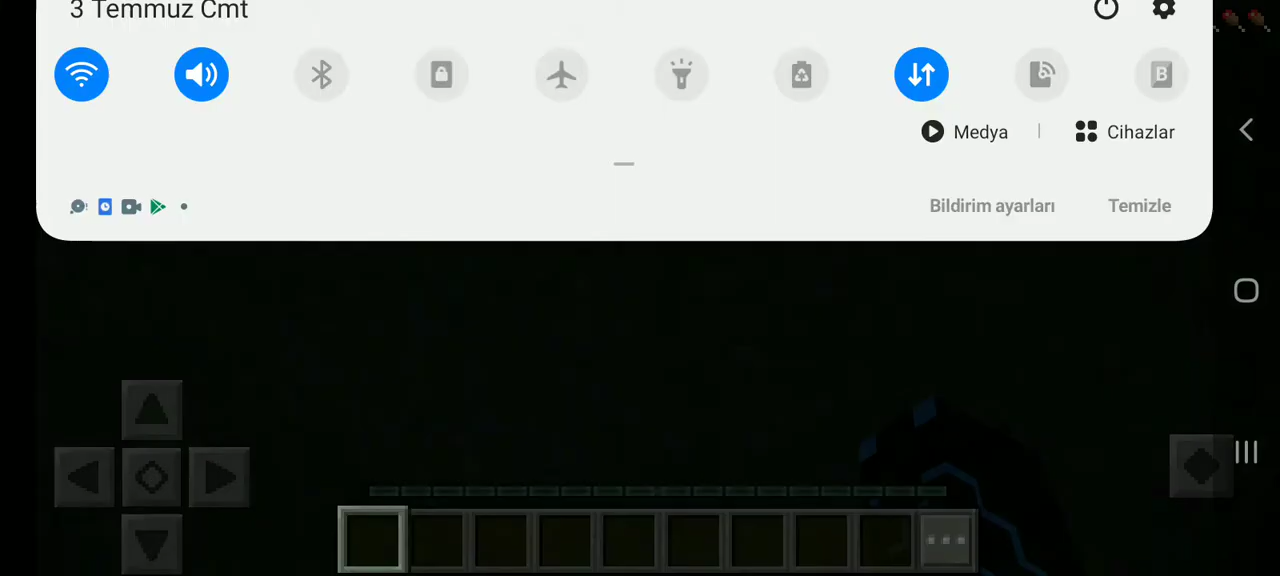 3 Temmuz Cmt
Medya
Cihazlar
Bildirim ayarları
Temizle